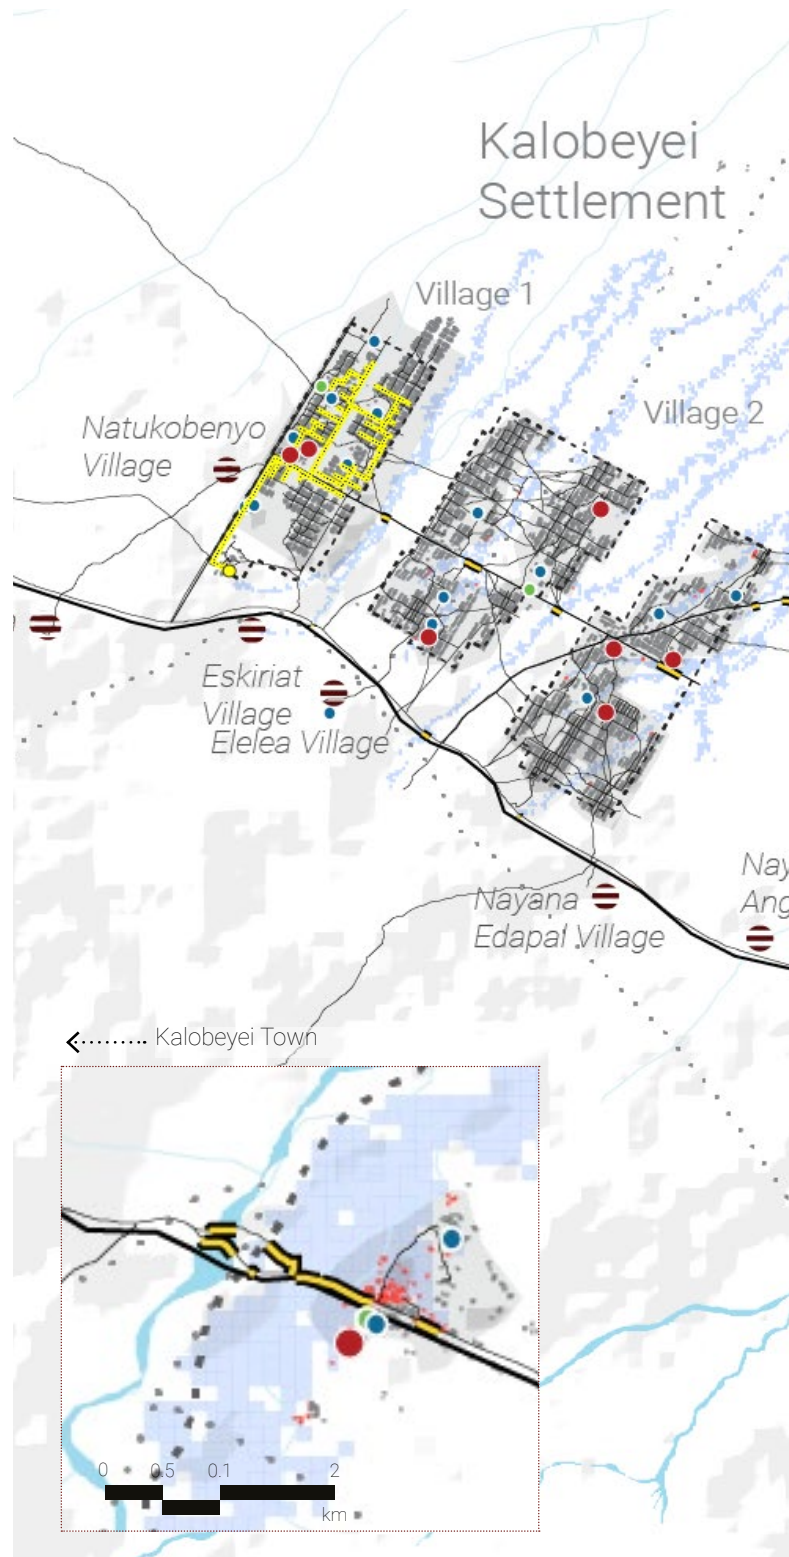 Kalobeyei
Settlement
Village 1
Village 2
Natukobenyo
Village
Eskiriat
Village
Elelea Village
Nay
Ang
Nayana
Edapal Village
Kalobeyei Town
0 0.5 0.1 2
km